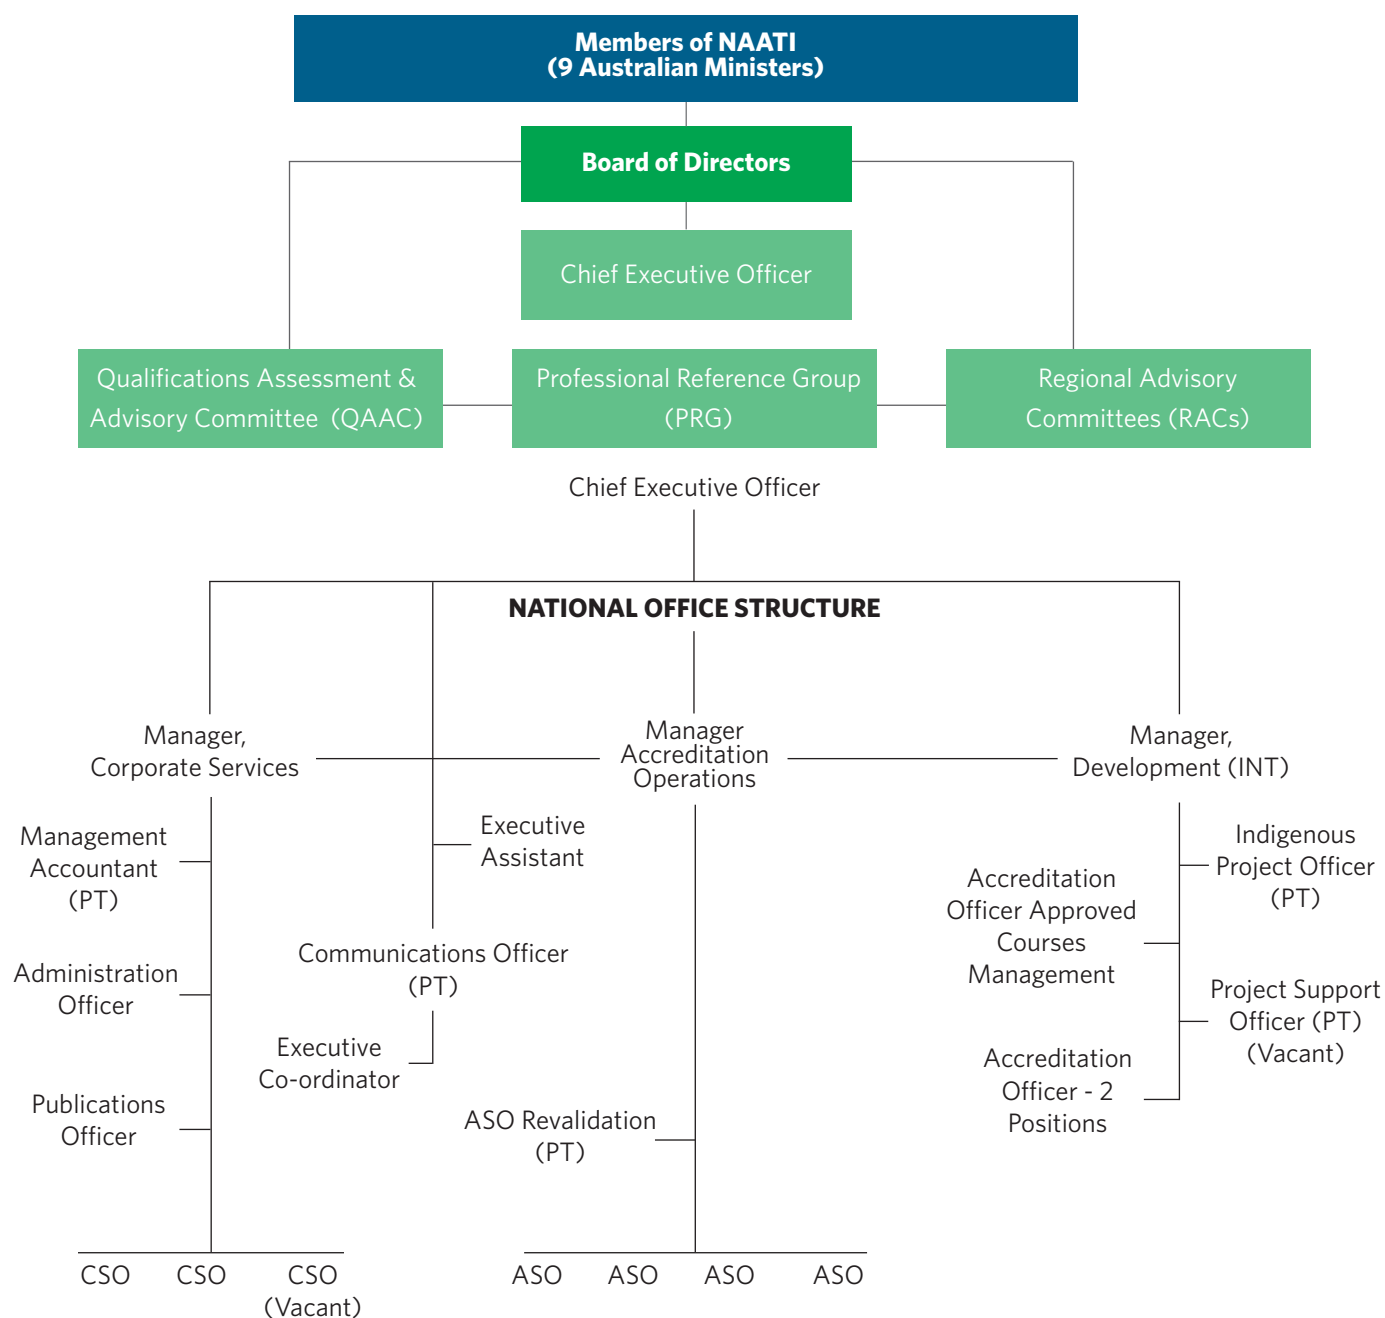 Members of NAATI
(9 Australian Ministers)
Board of Directors
Chief Executive Officer
Qualifications Assessment &
Advisory Committee (QAAC)
Professional Reference Group
(PRG)
Regional Advisory
Committees (RACs)
Chief Executive Officer
NATIONAL OFFICE STRUCTURE
Manager,
Corporate Services
Manager
Accreditation
Operations
Manager,
Development (INT)
Management
Accountant
(PT)
Administration
Officer
Publications
Officer
Executive
Assistant
Communications Officer
(PT)
Executive
Co-ordinator
ASO Revalidation
(PT)
Accreditation
Officer Approved
Courses
Management
Accreditation
Officer - 2
Positions
Indigenous
Project Officer
(PT)
Project Support
Officer (PT)
(Vacant)
CSO
CSO
CSO
(Vacant)
ASO
ASO
ASO
ASO